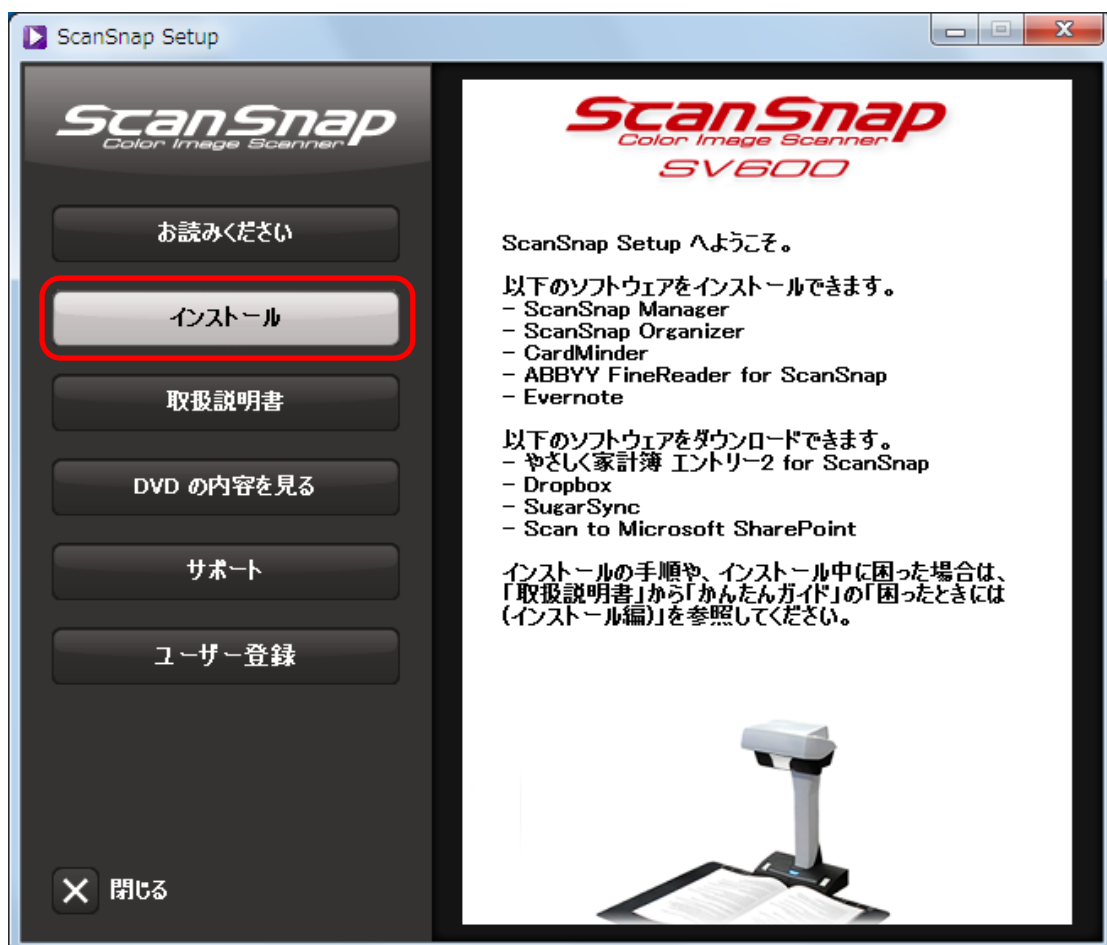 ScanSnap Setup
ScanSnap
Color Image Scanner
お読みください
インストール
取扱説明書
DVD の内容を見る
サポート
ユーザー登録
閉じる
ScanSnap
Color Image Scanner
SV600
ScanSnap Setup へようこそ。
以下のソフトウェアをインストールできます。
- ScanSnap Manager
- ScanSnap Organizer
- CardMinder
- ABBYY FineReader for ScanSnap
- Evernote
以下のソフトウェアをダウンロードできます。
- やさしく家計簿 エントリー2 for ScanSnap
- Dropbox
- SugarSync
- Scan to Microsoft SharePoint
インストールの手順や、インストール中に困った場合は、
「取扱説明書」から「かんたんガイド」の「困ったときには
(インストール編)」を参照してください。